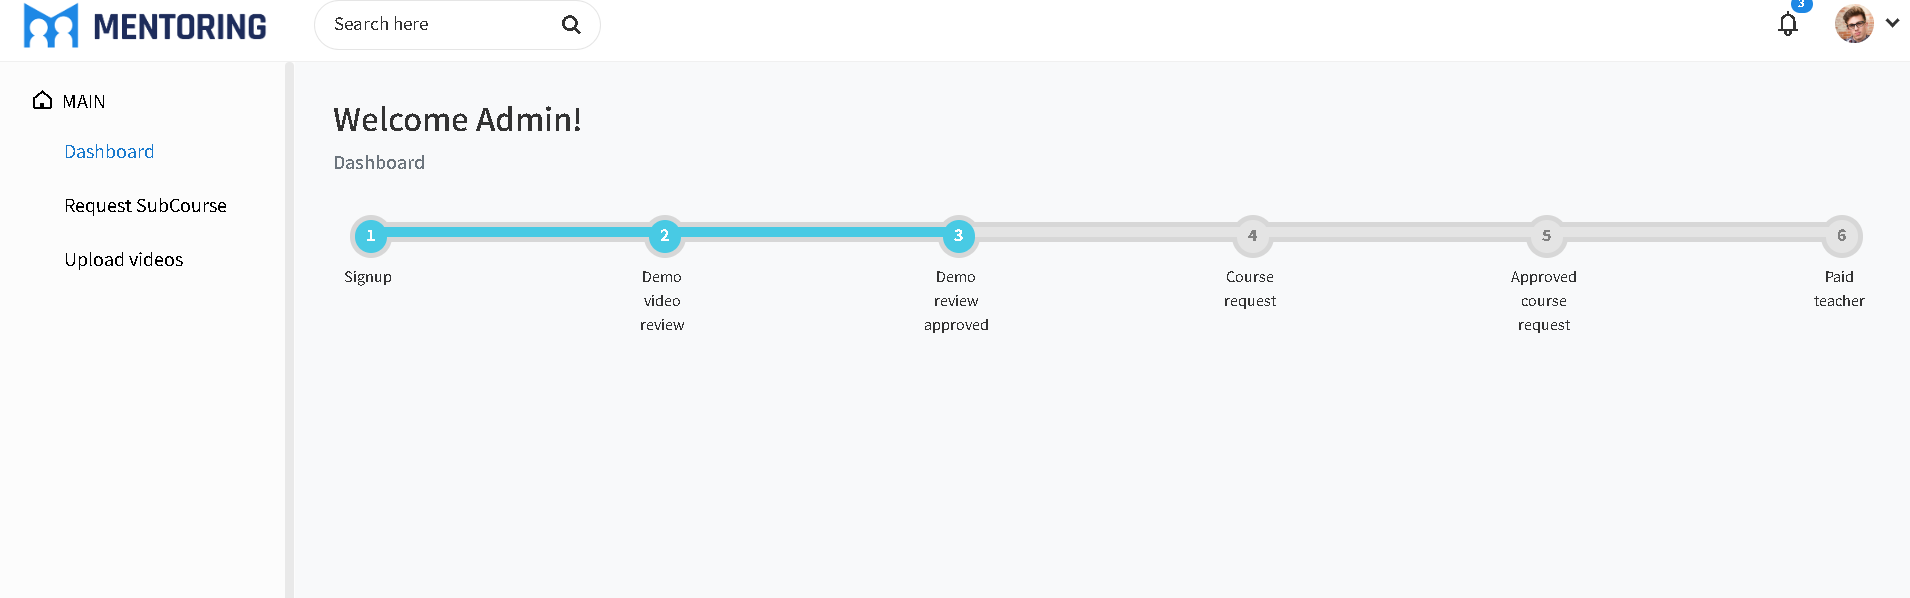 MENTORING
Search here
3
MAIN
Dashboard
Request SubCourse
Upload videos
Welcome Admin!
Dashboard
1
2
3
4
5
6
Signup
Demo
video
review
Demo
review
approved
Course
request
Approved
course
request
Paid
teacher